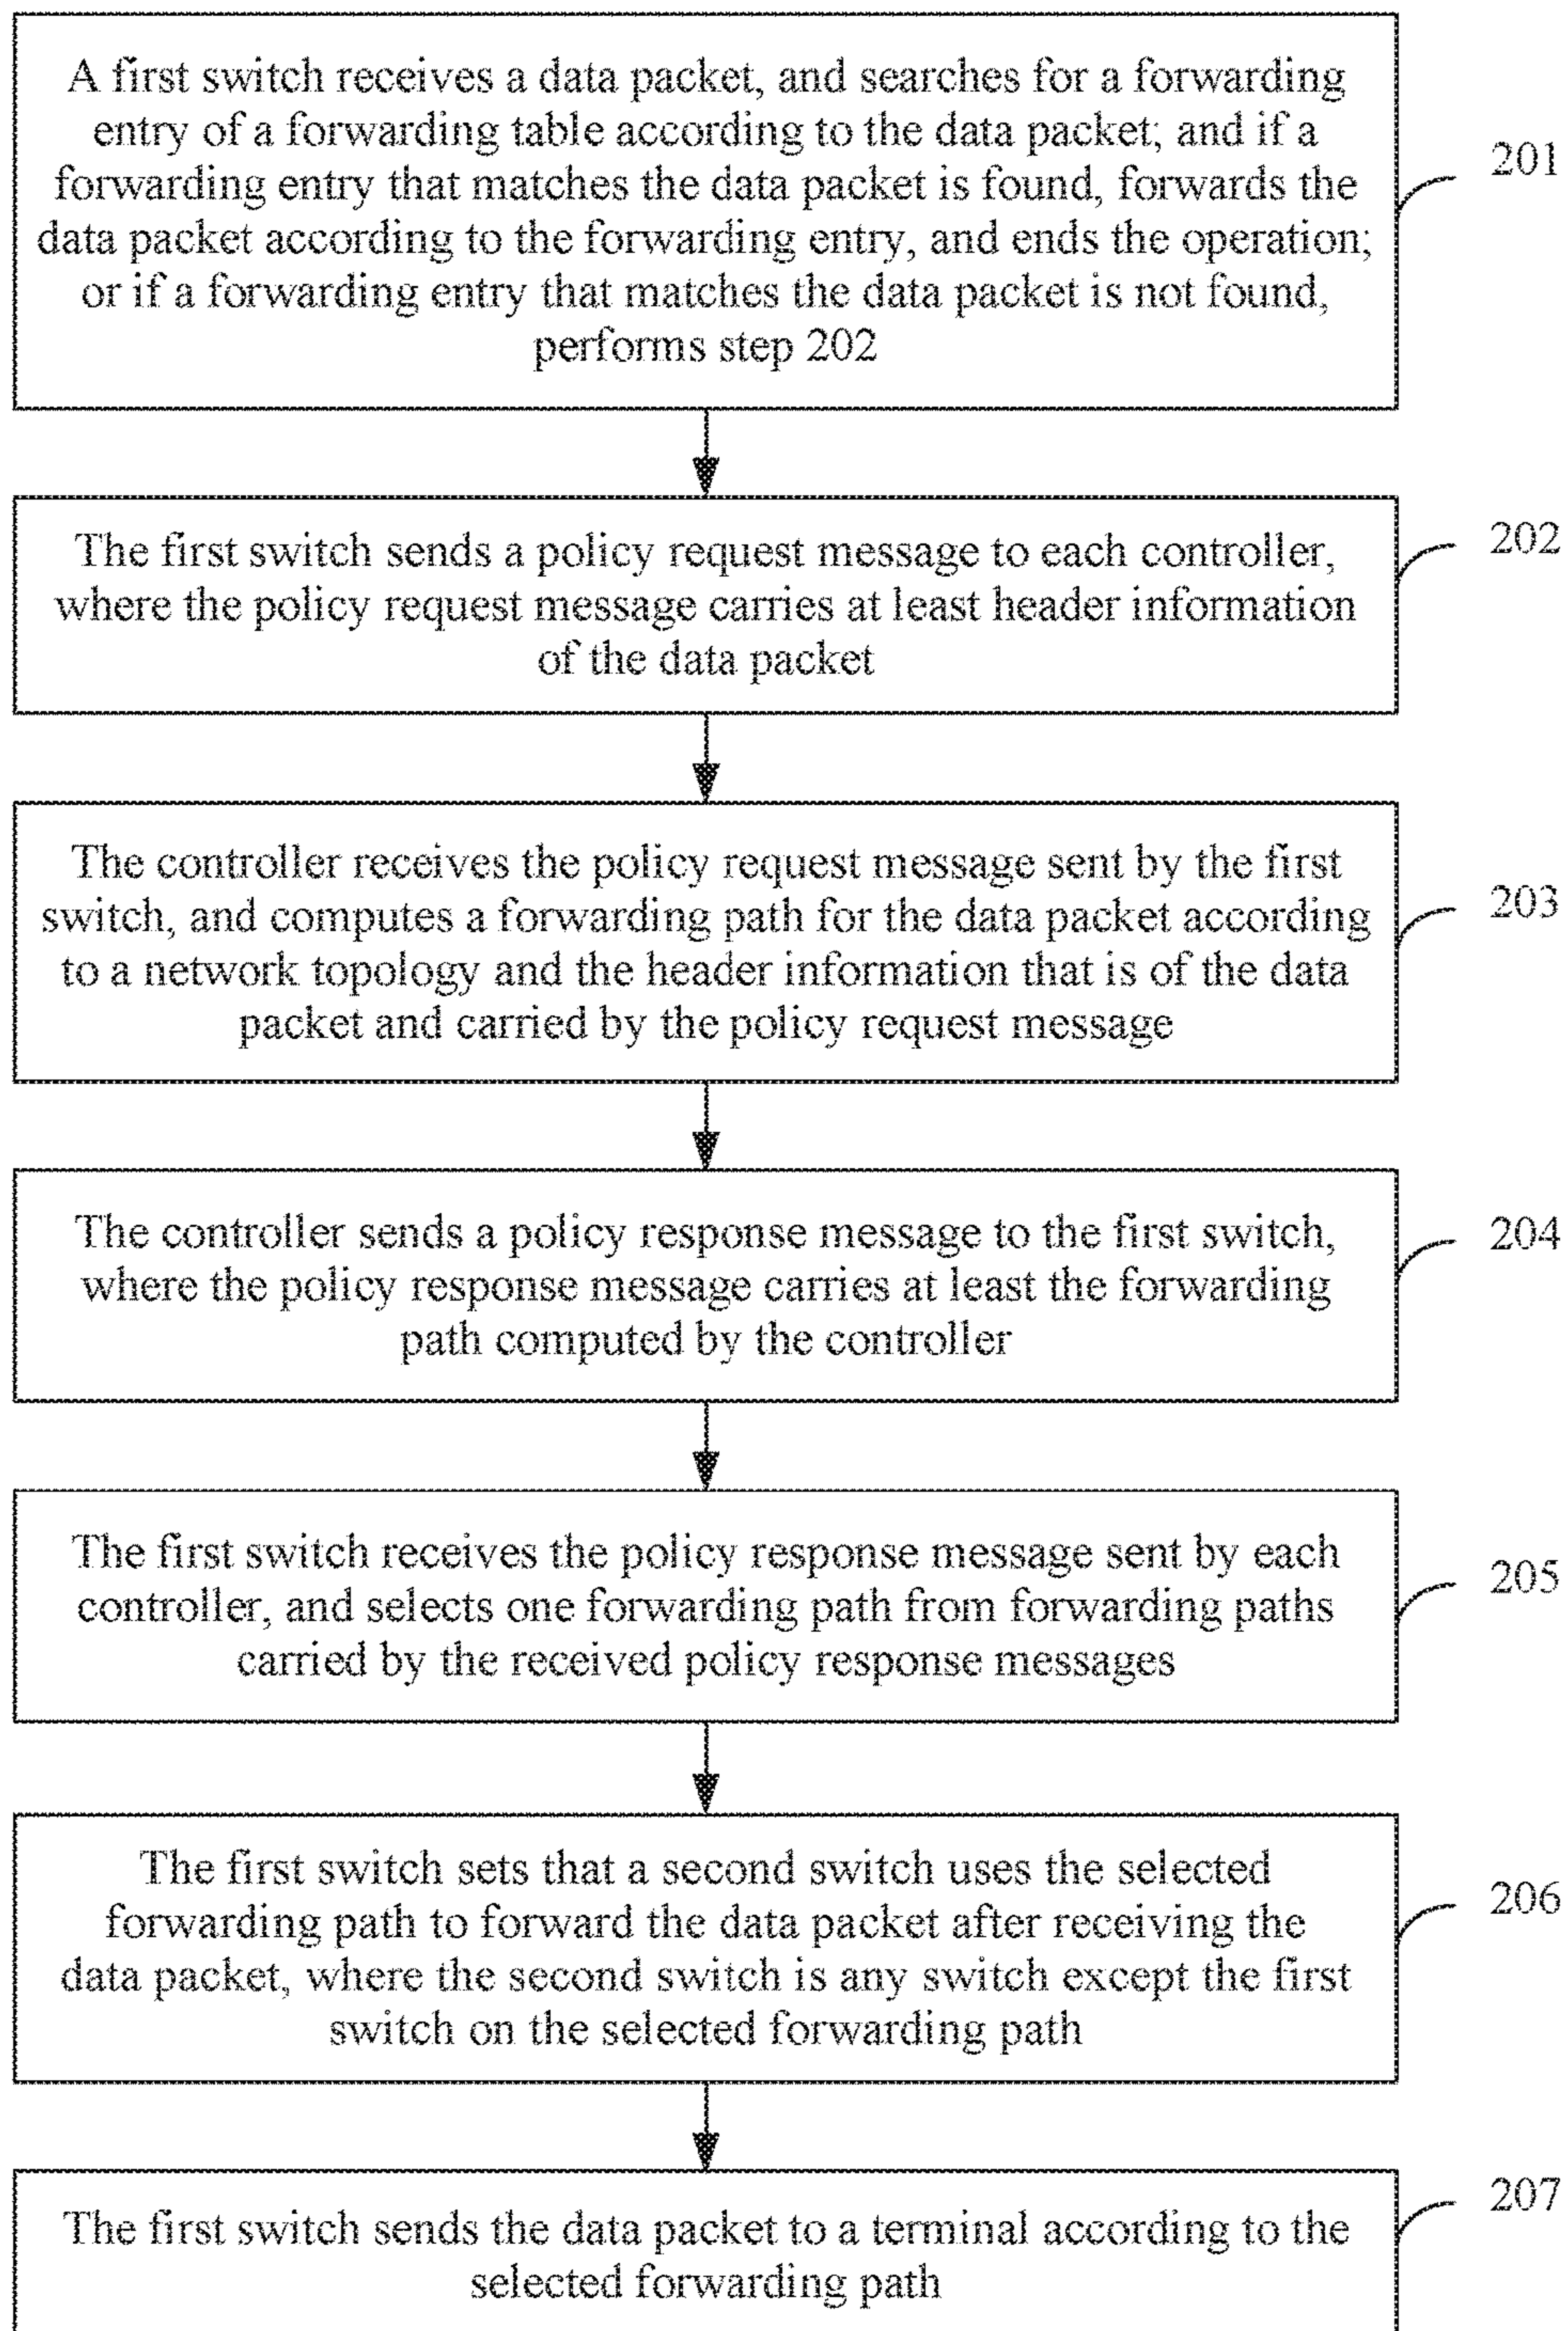 A first switch receives a data packet, and searches for a forwarding
entry of a forwarding table according to the data packet; and if a
forwarding entry that matches the data packet is found, forwards the
data packet according to the forwarding entry, and ends the operation;
or if a forwarding entry that matches the data packet is not found,
performs step 202
201
The first switch sends a policy request message to each controller,
where the policy request message carries at least header information
of the data packet
202
The controller receives the policy request message sent by the first
switch, and computes a forwarding path for the data packet according
to a network topology and the header information that is of the data
packet and carried by the policy request message
203
The controller sends a policy response message to the first switch,
where the policy response message carries at least the forwarding
path computed by the controller
204
The first switch receives the policy response message sent by each
controller, and selects one forwarding path from forwarding paths
carried by the received policy response messages
205
The first switch sets that a second switch uses the selected
forwarding path to forward the data packet after receiving the
data packet, where the second switch is any switch except the first
switch on the selected forwarding path
206
The first switch sends the data packet to a terminal according to the
selected forwarding path
207